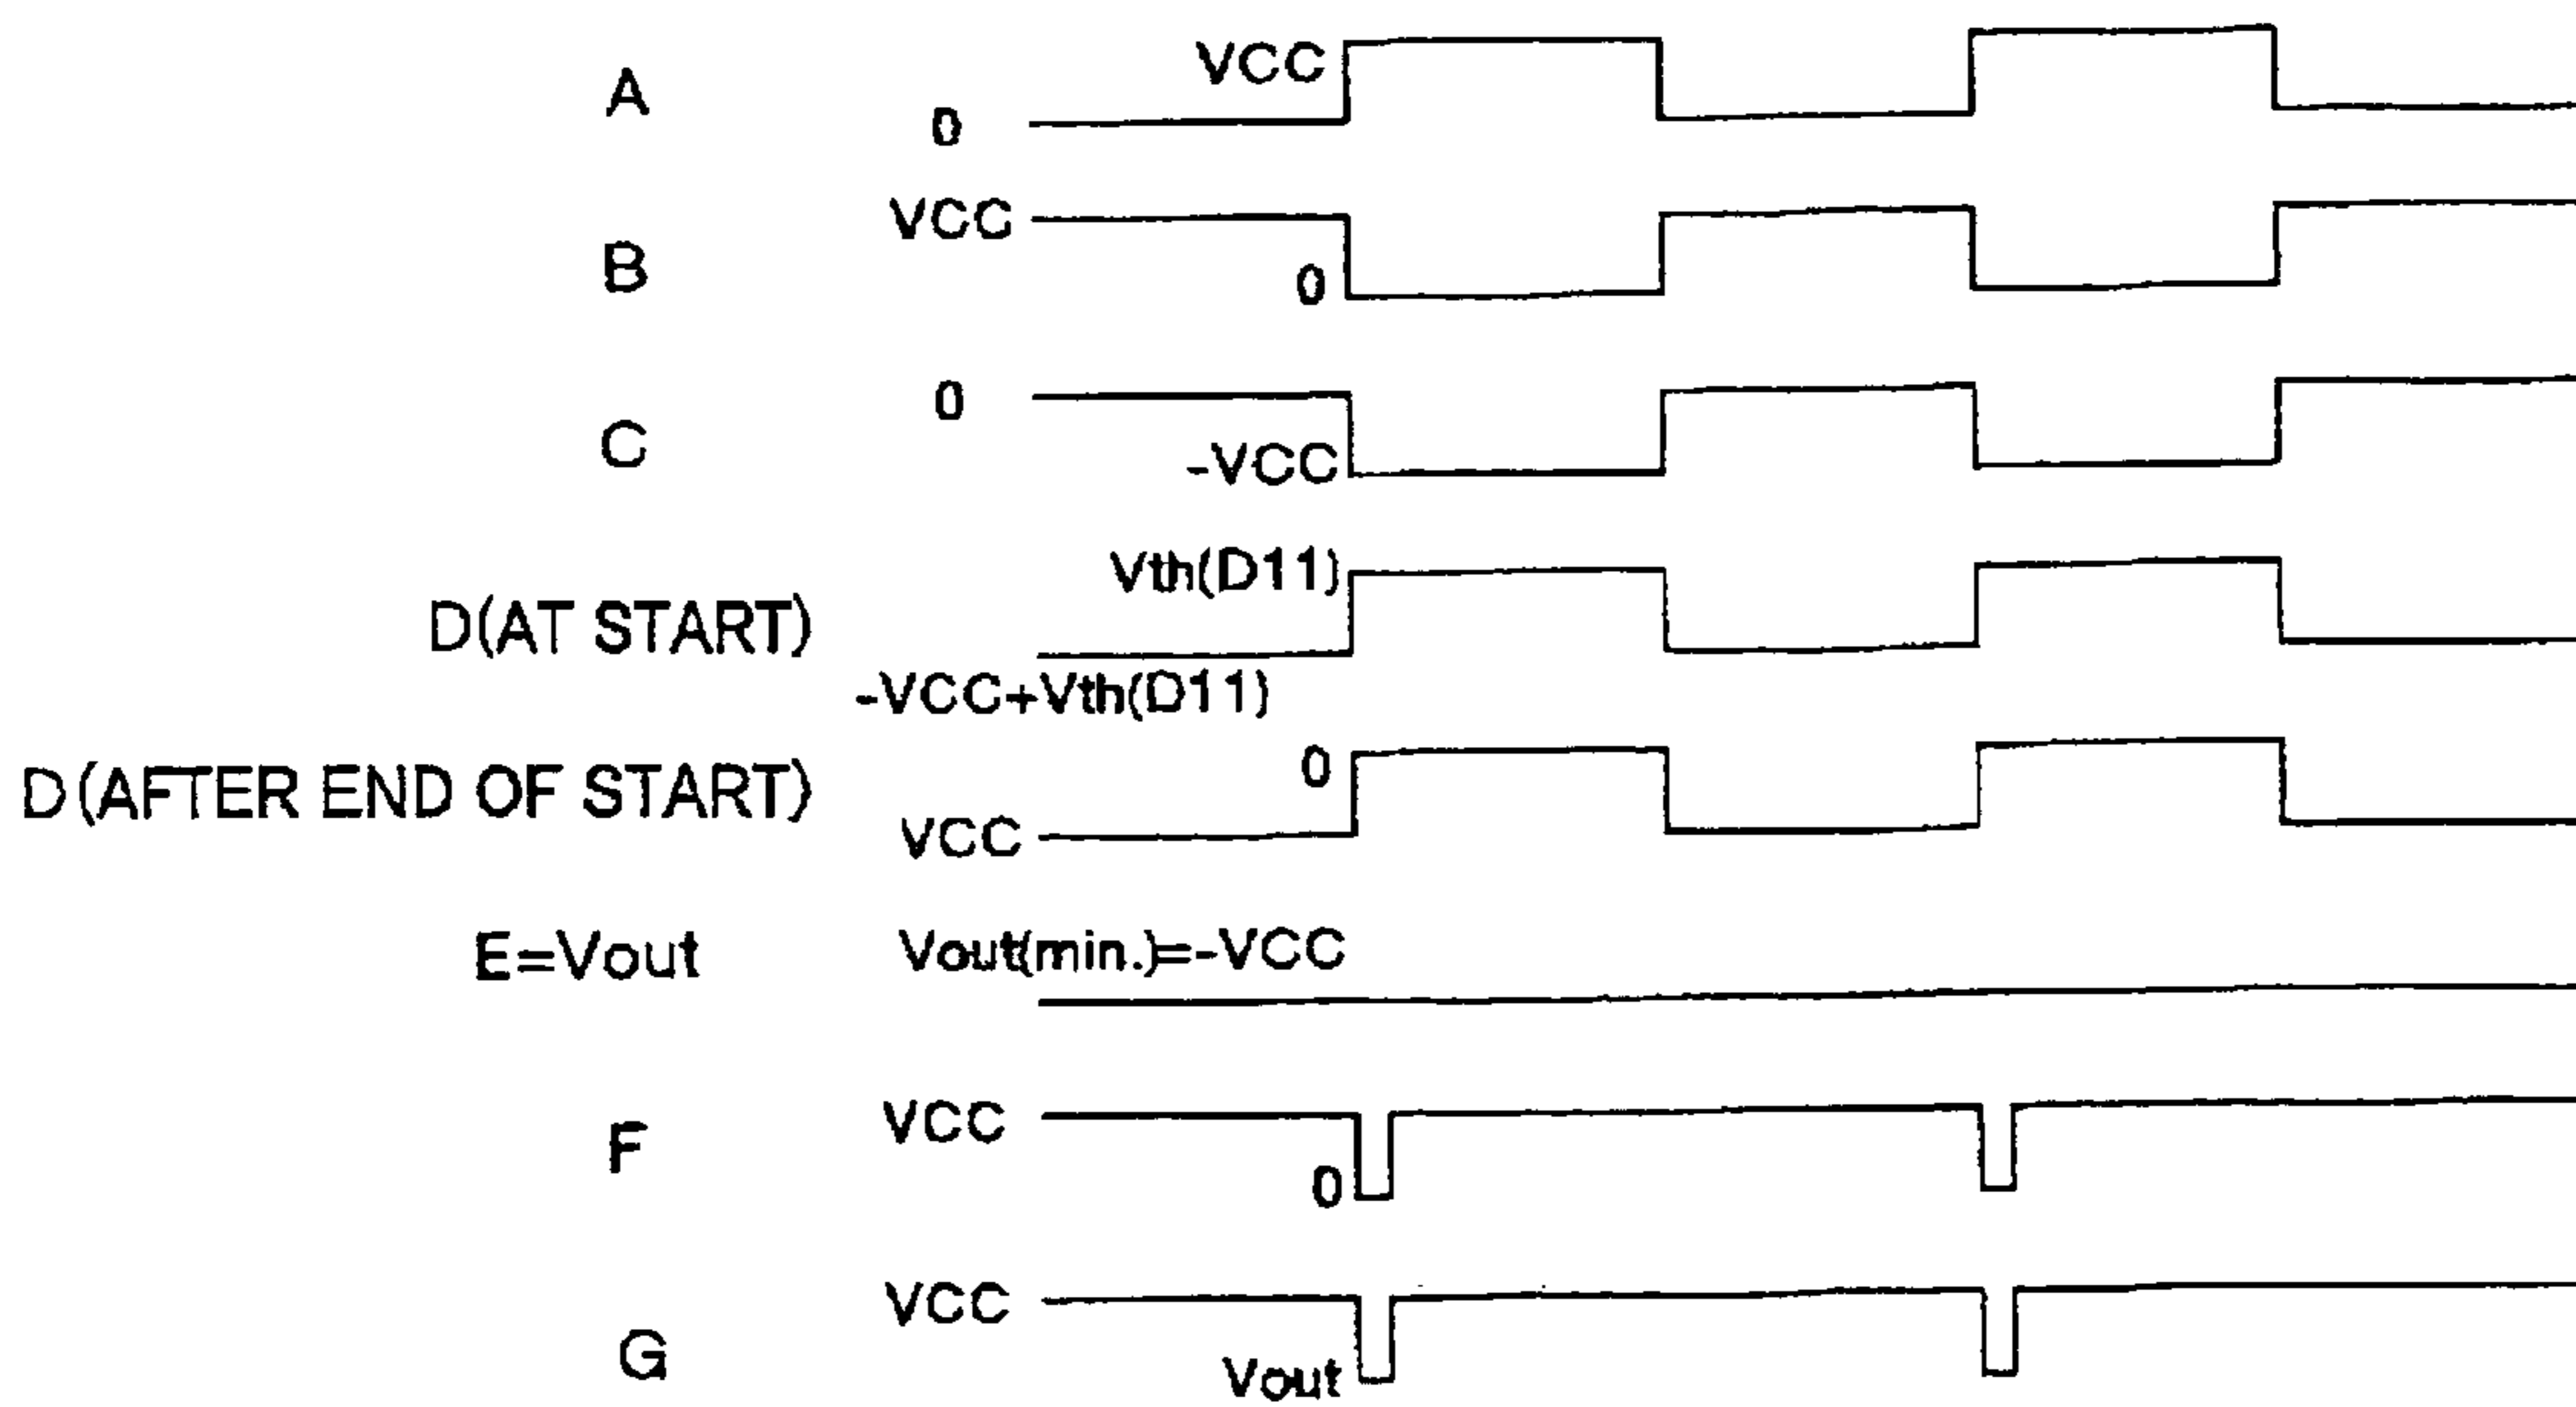 A
VCC
0
B
VCC
0
C
0
-VCC
D(AT START)
Vth(D11)
-VCC+Vth(D11)
D(AFTER END OF START)
0
VCC
E=Vout
Vout(min.)=-VCC
F
VCC
0
G
VCC
Vout